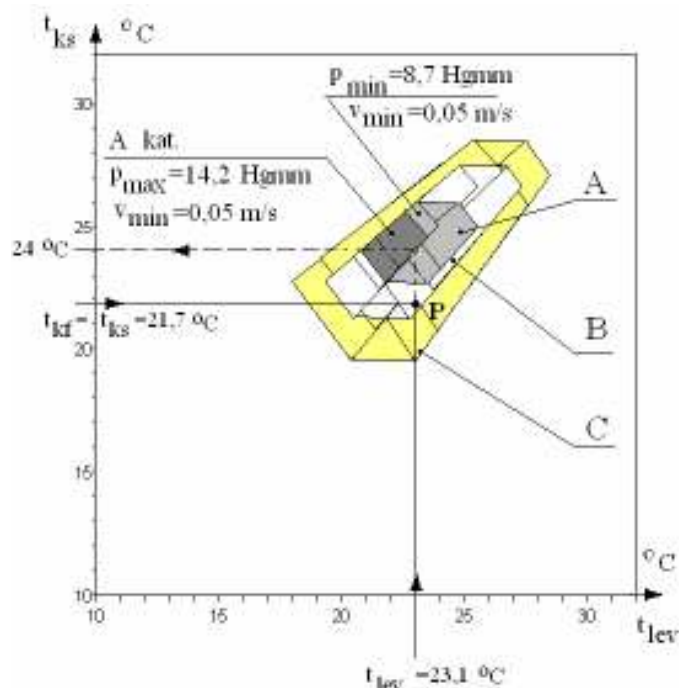 t_ks °C
30
25
24 °C
20
15
10
p_min=8,7 Hgmm
v_min=0,05 m/s
A kat.
p_max=14,2 Hgmm
v_min=0,05 m/s
A
B
C
P
t_kf = t_ks=21,7 °C
10 15 20 25 30
°C
t_lev
t_lev =23,1 °C